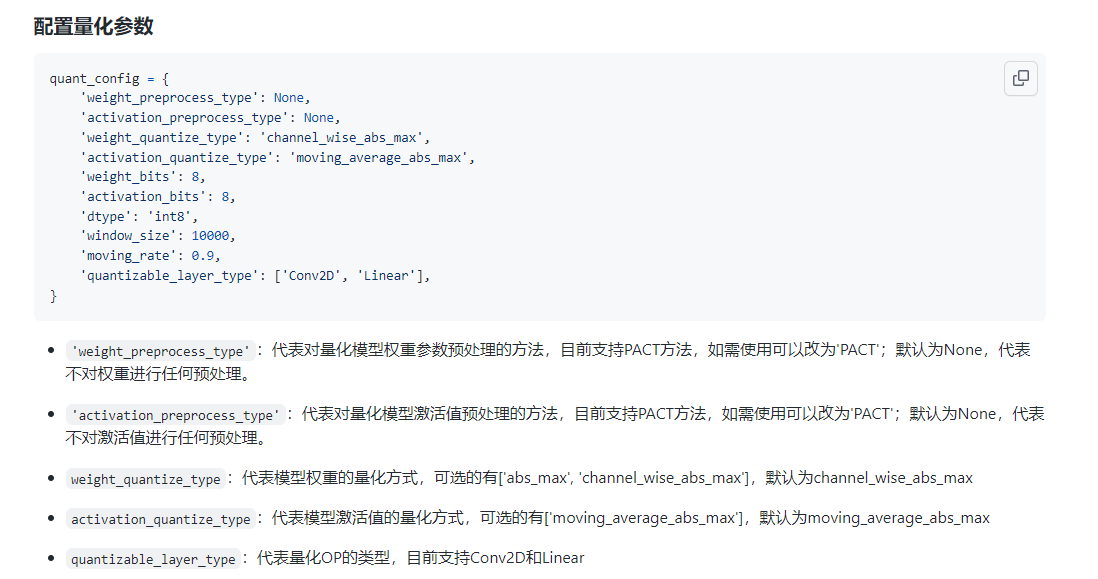 配置量化参数
quant_config = {
    'weight_preprocess_type': None,
    'activation_preprocess_type': None,
    'weight_quantize_type': 'channel_wise_abs_max',
    'activation_quantize_type': 'moving_average_abs_max',
    'weight_bits': 8,
    'activation_bits': 8,
    'dtype': 'int8',
    'window_size': 10000,
    'moving_rate': 0.9,
    'quantizable_layer_type': ['Conv2D', 'Linear'],
}
• 'weight_preprocess_type'：代表对量化模型权重参数预处理的方法，目前支持PACT方法，如需使用可以改为'PACT'；默认为None，代表
不对权重进行任何预处理。
• 'activation_preprocess_type'：代表对量化模型激活值预处理的方法，目前支持PACT方法，如需使用可以改为'PACT'；默认为None，代表
不对激活值进行任何预处理。
• weight_quantize_type：代表模型权重的量化方式，可选的有['abs_max', 'channel_wise_abs_max']，默认为channel_wise_abs_max
• activation_quantize_type：代表模型激活值的量化方式，可选的有['moving_average_abs_max']，默认为moving_average_abs_max
• quantizable_layer_type：代表量化OP的类型，目前支持Conv2D和Linear